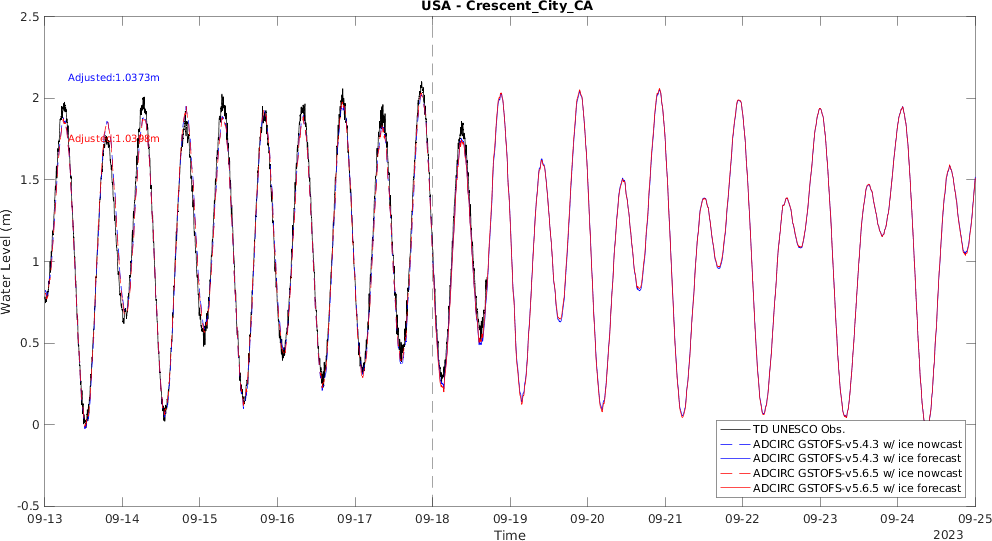 USA - Crescent_City_CA
2.5
2
1.5
1
0.5
0
-0.5
Water Level (m)
Adjusted:1.0373m
Adjusted:1.0398m
TD UNESCO Obs.
ADCIRC GSTOFS-v5.4.3 w/ ice nowcast
ADCIRC GSTOFS-v5.4.3 w/ ice forecast
ADCIRC GSTOFS-v5.6.5 w/ ice nowcast
ADCIRC GSTOFS-v5.6.5 w/ ice forecast
09-13 09-14 09-15 09-16 09-17 09-18 09-19 09-20 09-21 09-22 09-23 09-24 09-25
Time
2023